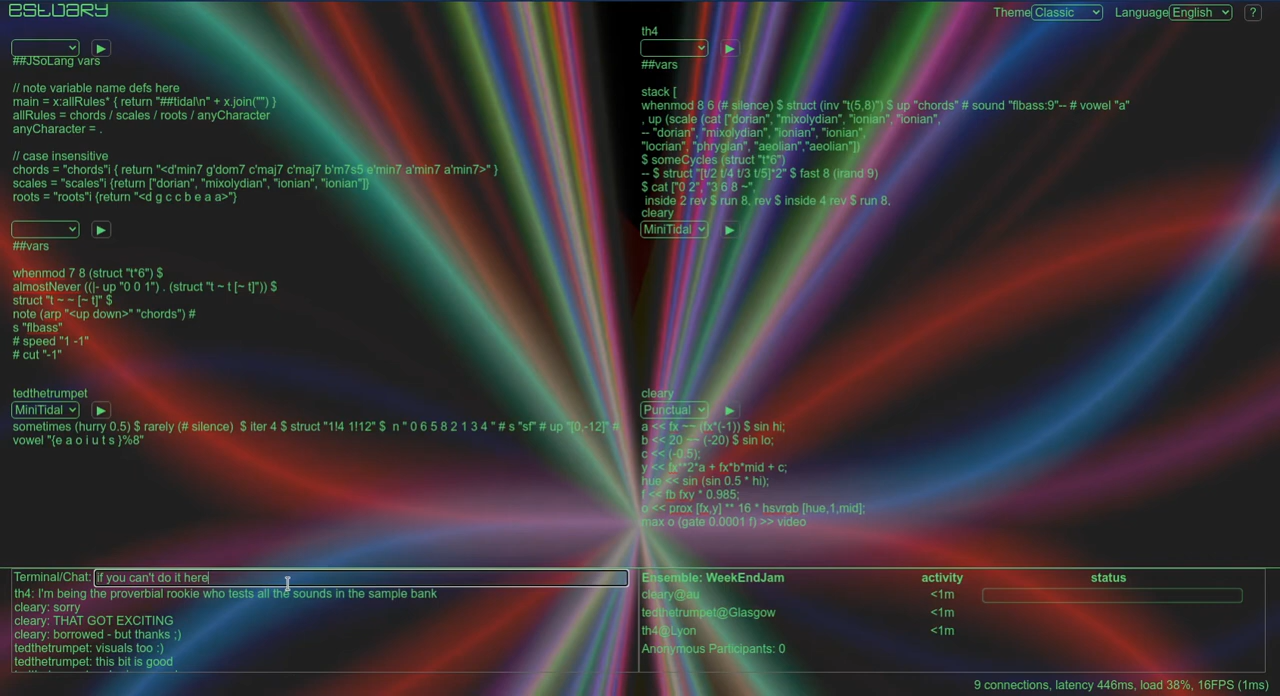 estuary
Theme Classic Language English ?
##JSoLang vars
// note variable name defs here
main = x:allRules* { return "##tidal\n" + x.join("") }
allRules = chords / scales / roots / anyCharacter
anyCharacter = .
// case insensitive
chords = "chords"i { return "<d'min7 g'dom7 c'maj7 c'maj7 b'm7s5 e'min7 a'min7 a'min7>" }
scales = "scales"i {return ["dorian", "mixolydian", "ionian", "ionian"]}
roots = "roots"i {return "<d g c c b e a a>"}
##vars
whenmod 7 8 (struct "t*6") $
almostNever ((|- up "0 0 1") . (struct "t ~ t [~ t]")) $
struct "t ~ ~ [~ t]" $
note (arp "<up down>" "chords") #
s "flbass"
# speed "1 -1"
# cut "-1"
tedthetrumpet
MiniTidal
sometimes (hurry 0.5) $ rarely (# silence)  $ iter 4 $ struct "1!4 1!12" $  n " 0 6 5 8 2 1 3 4 " # s "sf" # up "[0,-12]" #
vowel "{e a o i u t s }%8"
th4
##vars
stack [
whenmod 8 6 (# silence) $ struct (inv "t(5,8)") $ up "chords" # sound "flbass:9"-- # vowel "a"
, up (scale (cat ["dorian", "mixolydian", "ionian", "ionian",
-- "dorian", "mixolydian", "ionian", "ionian",
"locrian", "phrygian", "aeolian","aeolian"])
$ someCycles (struct "t*6")
-- $ struct "[t/2 t/4 t/3 t/5]*2" $ fast 8 (irand 9)
$ cat ["0 2", "3 6 8 ~",
inside 2 rev $ run 8, rev $ inside 4 rev $ run 8,
cleary
MiniTidal
cleary
Punctual
a << fx ~~ (fx*(-1)) $ sin hi;
b << 20 ~~ (-20) $ sin lo;
c << (-0.5);
y << fx**2*a + fx*b*mid + c;
hue << sin (sin 0.5 * hi);
f << fb fxy * 0.985;
o << prox [fx,y] ** 16 * hsvrgb [hue,1,mid];
max o (gate 0.0001 f) >> video
Terminal/Chat: if you can't do it here
th4: I'm being the proverbial rookie who tests all the sounds in the sample bank
cleary: sorry
cleary: THAT GOT EXCITING
cleary: borrowed - but thanks ;)
tedthetrumpet: visuals too :)
tedthetrumpet: this bit is good
Ensemble: WeekEndJam activity status
cleary@au <1m
tedthetrumpet@Glasgow <1m
th4@Lyon <1m
Anonymous Participants: 0
9 connections, latency 446ms, load 38%, 16FPS (1ms)